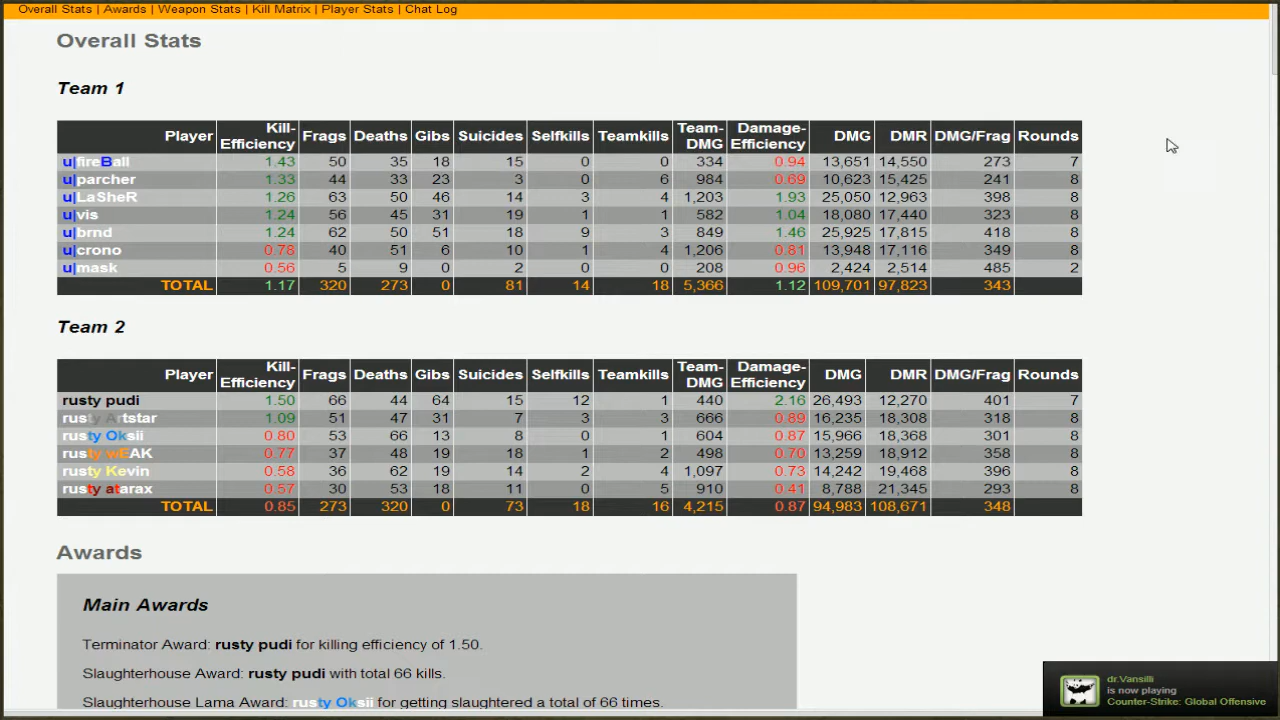 Overall Stats | Awards | Weapon Stats | Kill Matrix | Player Stats | Chat Log
Overall Stats
Team 1
Player Kill-Efficiency Frags Deaths Gibs Suicides Selfkills Teamkills Team-DMG Damage-Efficiency DMG DMR DMG/Frag Rounds
u|fireBall 1.43 50 35 18 15 0 0 334 0.94 13,651 14,550 273 7
u|parcher 1.33 44 33 23 3 0 6 984 0.69 10,623 15,425 241 8
u|LaSheR 1.26 63 50 46 14 3 4 1,203 1.93 25,050 12,963 398 8
u|vis 1.24 56 45 31 19 1 1 582 1.04 18,080 17,440 323 8
u|brnd 1.24 62 50 51 18 9 3 849 1.46 25,925 17,815 418 8
u|crono 0.78 40 51 6 10 1 4 1,206 0.81 13,948 17,116 349 8
u|mask 0.56 5 9 0 2 0 0 208 0.96 2,424 2,514 485 2
TOTAL 1.17 320 273 0 81 14 18 5,366 1.12 109,701 97,823 343
Team 2
Player Kill-Efficiency Frags Deaths Gibs Suicides Selfkills Teamkills Team-DMG Damage-Efficiency DMG DMR DMG/Frag Rounds
rusty pudi 1.50 66 44 64 15 12 1 440 2.16 26,493 12,270 401 7
rusty Artstar 1.09 51 47 31 7 3 3 666 0.89 16,235 18,308 318 8
rusty Oksii 0.80 53 66 13 8 0 1 604 0.87 15,966 18,368 301 8
rusty wEAK 0.77 37 48 19 18 1 2 498 0.70 13,259 18,912 358 8
rusty Kevin 0.58 36 62 19 14 2 4 1,097 0.73 14,242 19,468 396 8
rusty atarax 0.57 30 53 18 11 0 5 910 0.41 8,788 21,345 293 8
TOTAL 0.85 273 320 0 73 18 16 4,215 0.87 94,983 108,671 348
Awards
Main Awards
Terminator Award: rusty pudi for killing efficiency of 1.50.
Slaughterhouse Award: rusty pudi with total 66 kills.
Slaughterhouse Lama Award: rusty Oksii for getting slaughtered a total of 66 times.
dr.Vansilli
is now playing
Counter-Strike: Global Offensive